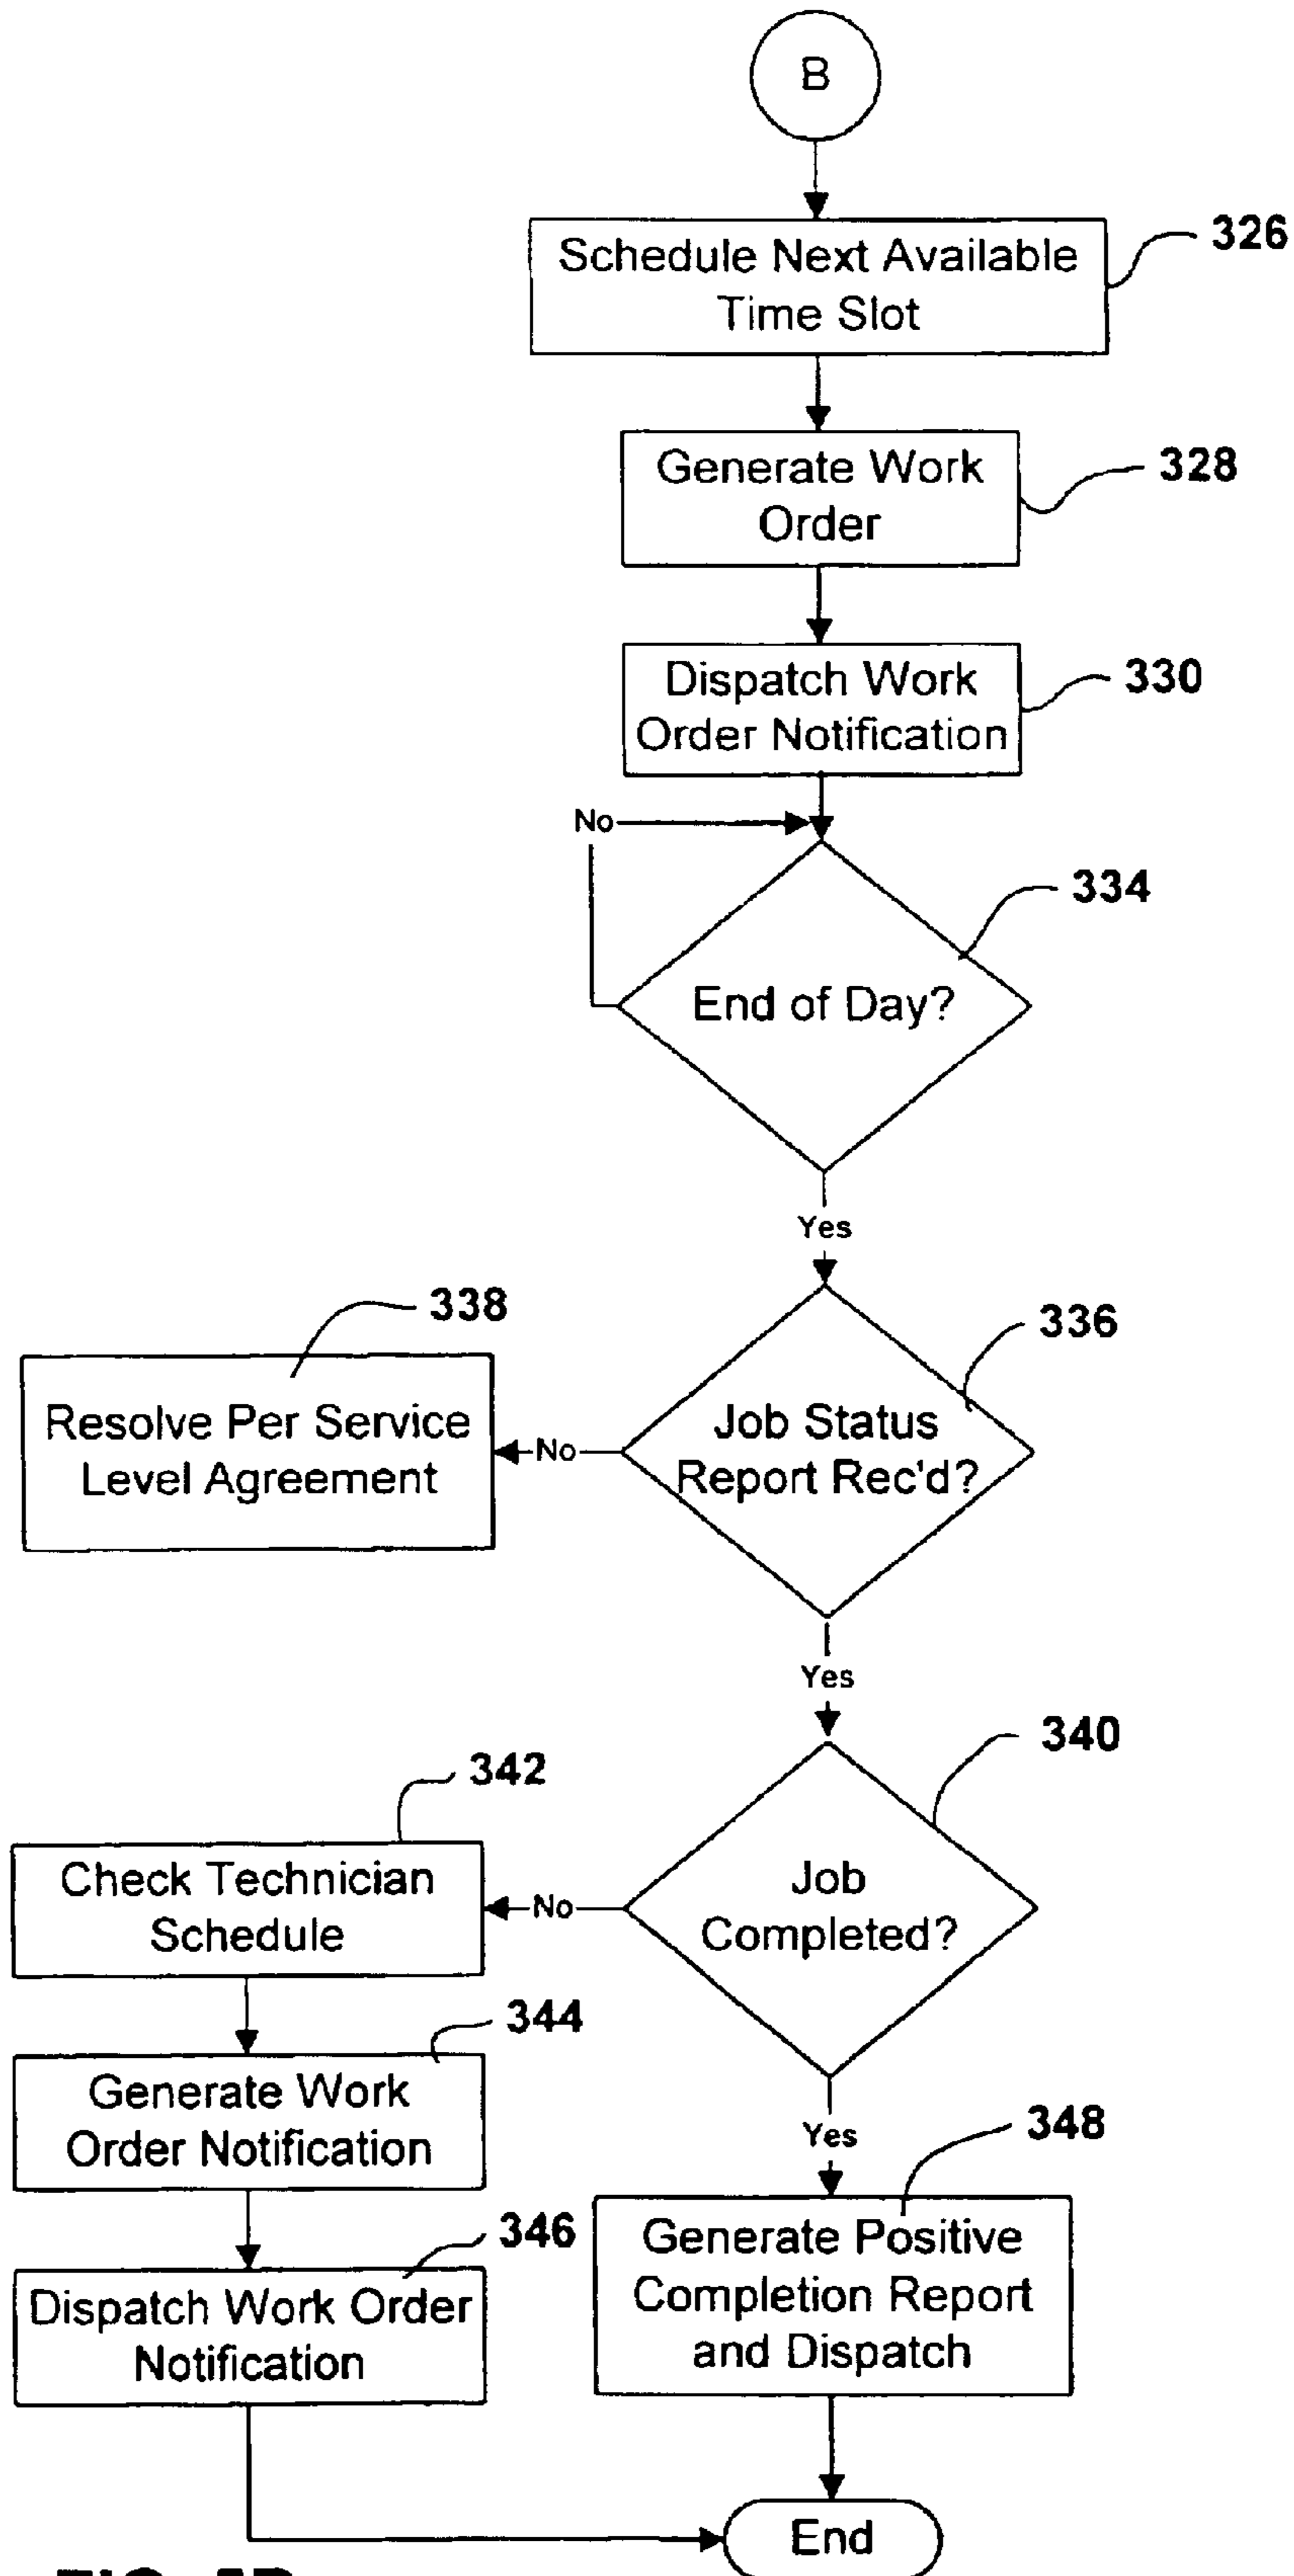 B
Schedule Next Available
Time Slot
326
Generate Work
Order
328
Dispatch Work
Order Notification
330
No
334
End of Day?
Yes
338
336
Resolve Per Service
Level Agreement
No
Job Status
Report Rec'd?
Yes
340
342
Check Technician
Schedule
No
Job
Completed?
344
Generate Work
Order Notification
Yes
348
346
Dispatch Work Order
Notification
Generate Positive
Completion Report
and Dispatch
End